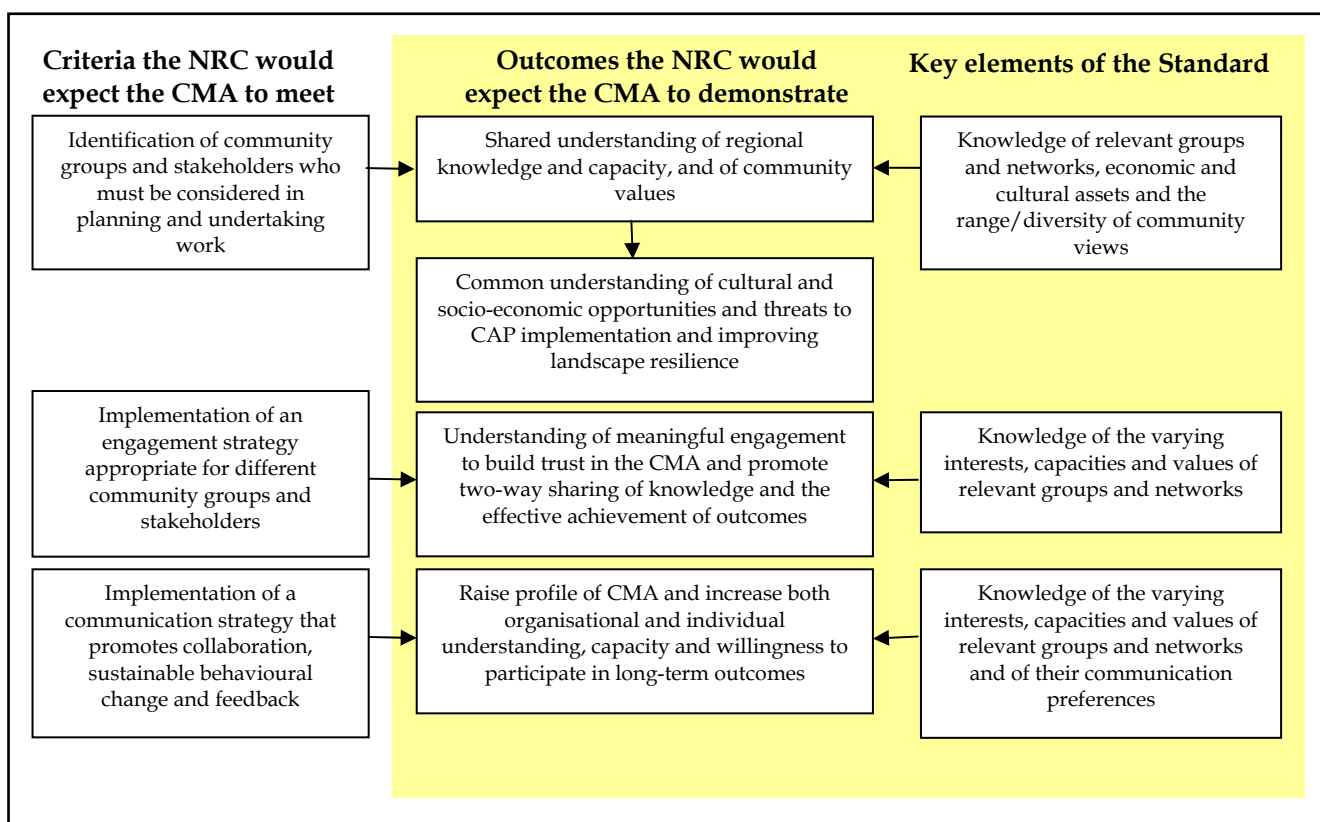 Criteria the NRC would
expect the CMA to meet
Outcomes the NRC would
expect the CMA to demonstrate
Key elements of the Standard
Identification of community
groups and stakeholders who
must be considered in
planning and undertaking
work
Shared understanding of regional
knowledge and capacity, and of community
values
Knowledge of relevant groups
and networks, economic and
cultural assets and the
range/diversity of community
views
Common understanding of cultural and
socio-economic opportunities and threats to
CAP implementation and improving
landscape resilience
Implementation of an
engagement strategy
appropriate for different
community groups and
stakeholders
Understanding of meaningful engagement
to build trust in the CMA and promote
two-way sharing of knowledge and the
effective achievement of outcomes
Knowledge of the varying
interests, capacities and values of
relevant groups and networks
Implementation of a
communication strategy that
promotes collaboration,
sustainable behavioural
change and feedback
Raise profile of CMA and increase both
organisational and individual
understanding, capacity and willingness to
participate in long-term outcomes
Knowledge of the varying
interests, capacities and values of
relevant groups and networks
and of their communication
preferences